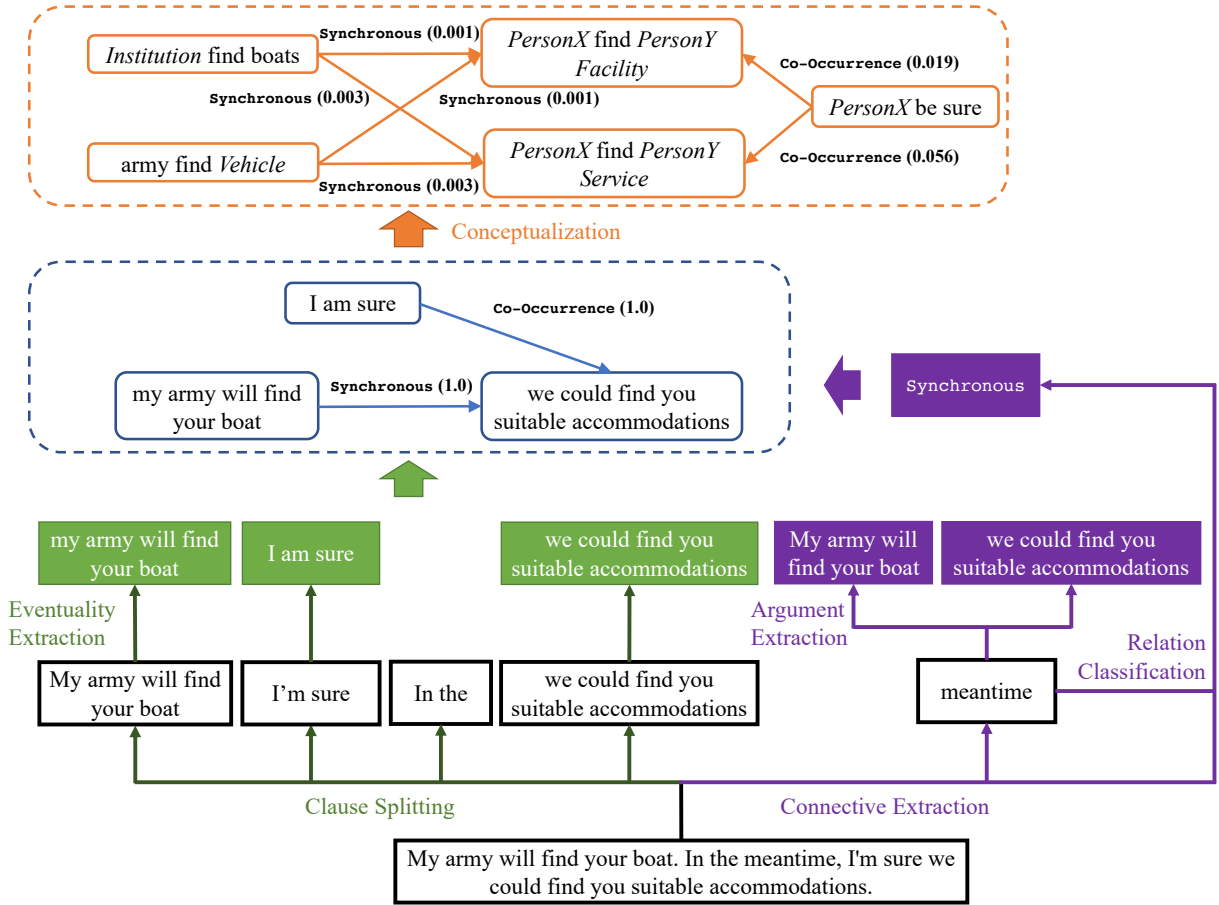 Synchronous (0.001)
Institution find boats
PersonX find PersonY
Facility
Co-Occurrence (0.019)
Synchronous (0.003)
Synchronous (0.001)
PersonX be sure
army find Vehicle
PersonX find PersonY
Service
Co-Occurrence (0.056)
Synchronous (0.003)
Conceptualization
I am sure
Co-Occurrence (1.0)
my army will find
your boat
Synchronous (1.0)
we could find you
suitable accommodations
Synchronous
my army will find
your boat
I am sure
we could find you
suitable accommodations
My army will
find your boat
we could find you
suitable accommodations
Eventuality
Extraction
Argument
Extraction
Relation
Classification
My army will find
your boat
I'm sure
In the
we could find you
suitable accommodations
meantime
Clause Splitting
Connective Extraction
My army will find your boat. In the meantime, I'm sure we
could find you suitable accommodations.